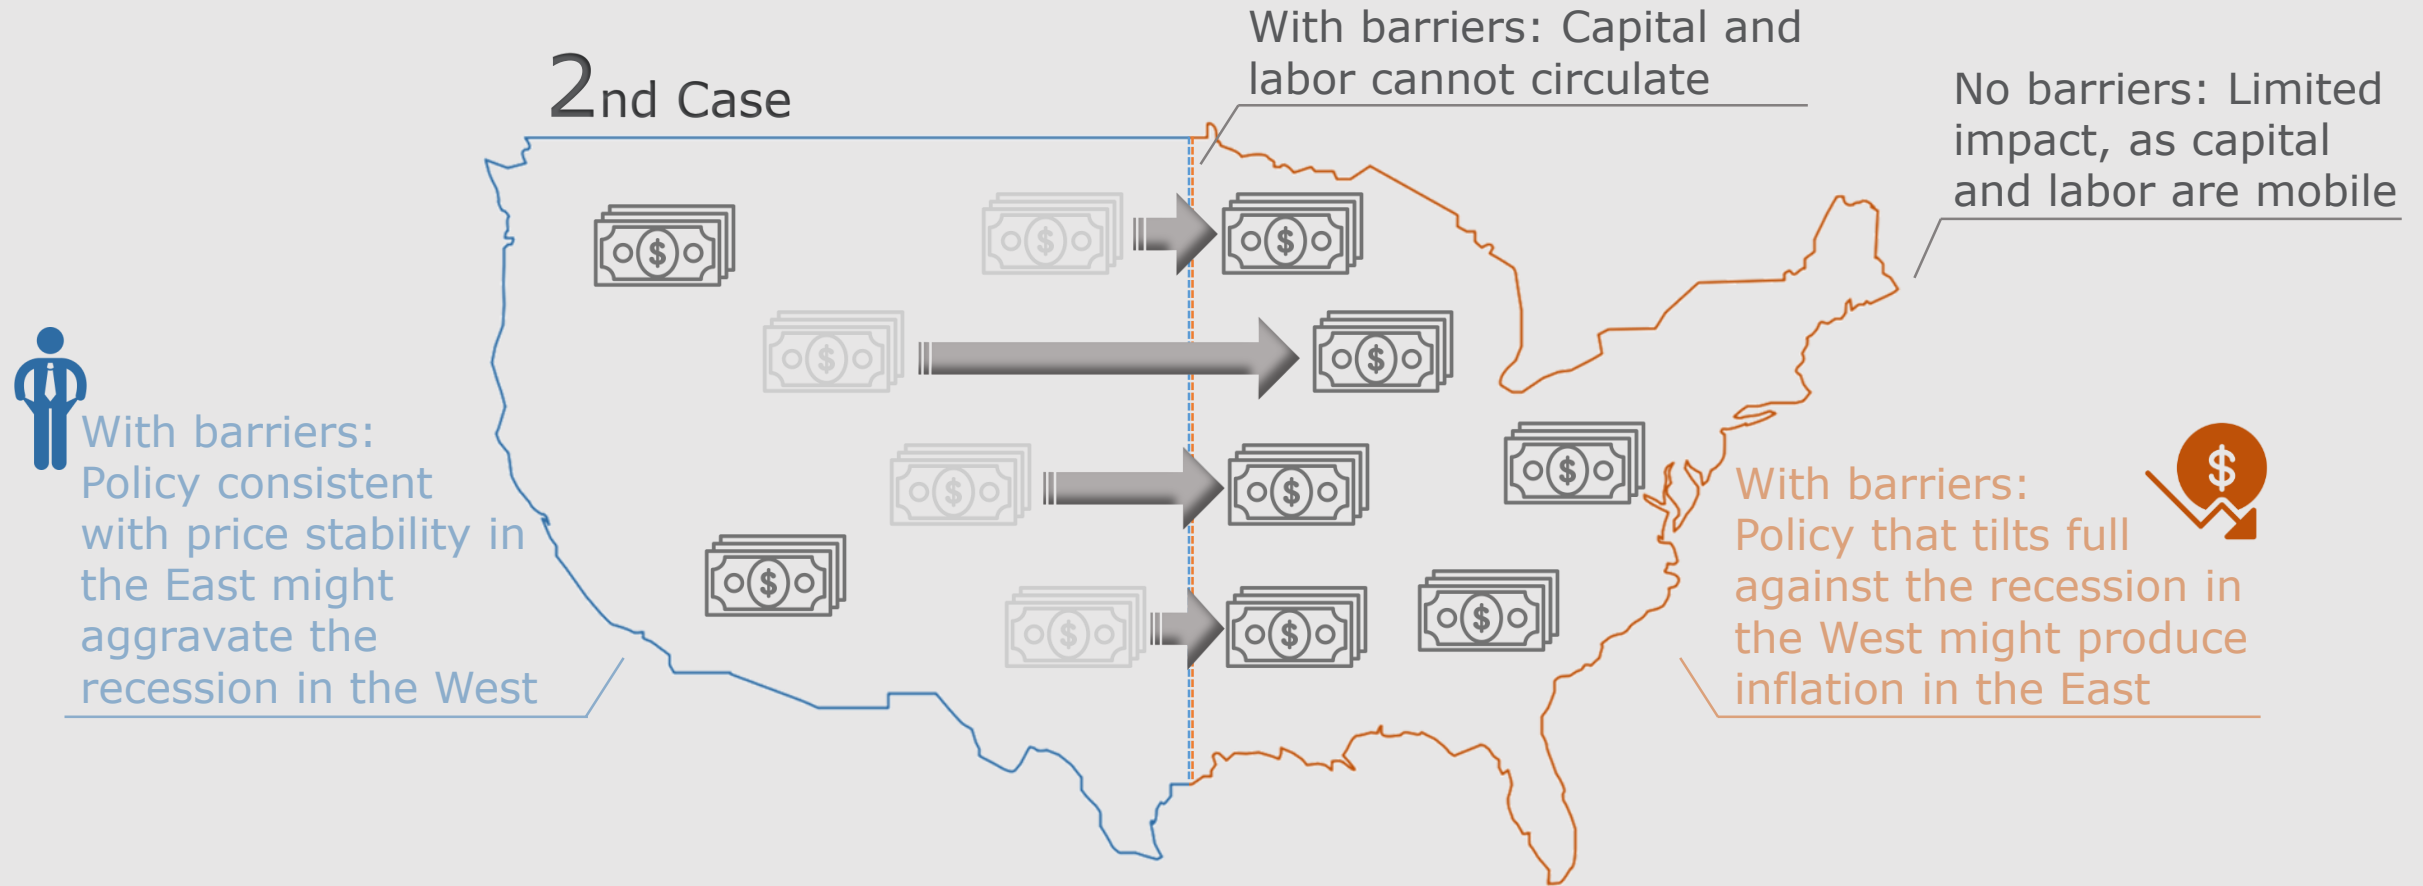 2nd Case
With barriers: Capital and
labor cannot circulate
No barriers: Limited
impact, as capital
and labor are mobile
With barriers:
Policy consistent
with price stability in
the East might
aggravate the
recession in the West
With barriers:
Policy that tilts full
against the recession in
the West might produce
inflation in the East
$
$
$
$
$
$
$
$
$
$
$
$
$